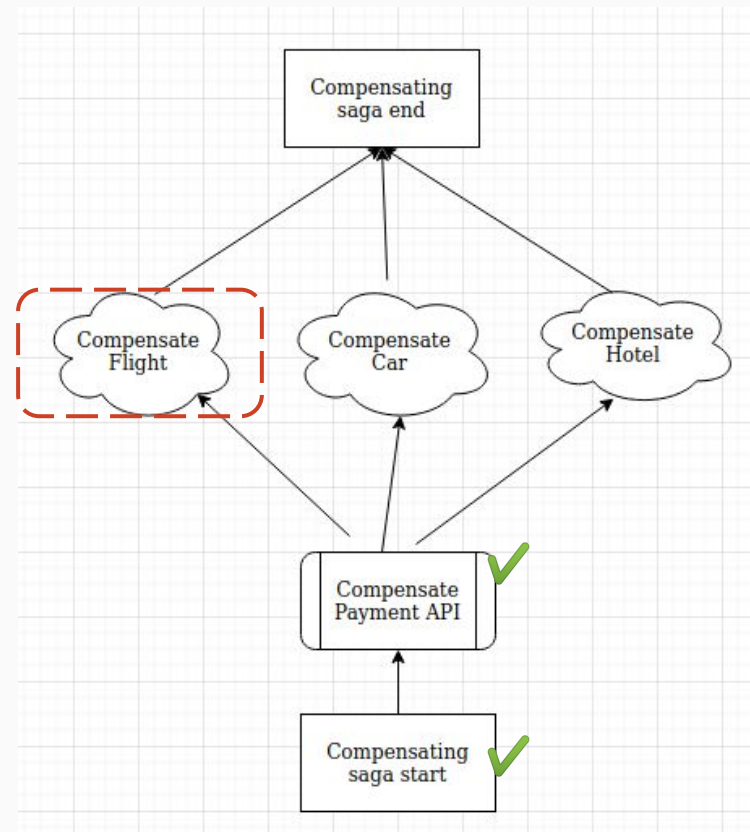 Compensating
saga end
Compensate
Flight
Compensate
Car
Compensate
Hotel
Compensate
Payment API
Compensating
saga start